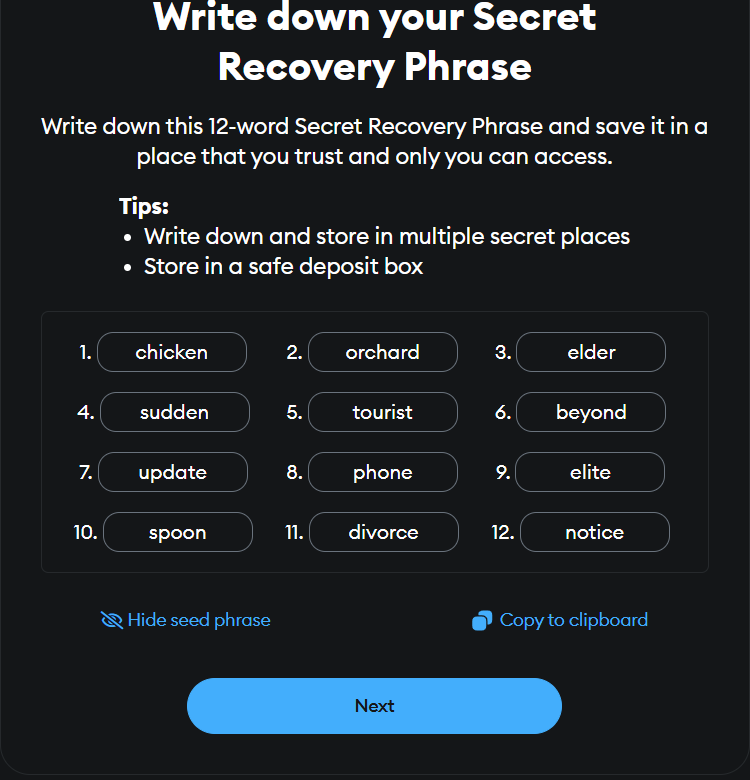 Write down your Secret
Recovery Phrase
Write down this 12-word Secret Recovery Phrase and save it in a
place that you trust and only you can access.
Tips:
• Write down and store in multiple secret places
• Store in a safe deposit box
1. chicken 2. orchard 3. elder
4. sudden 5. tourist 6. beyond
7. update 8. phone 9. elite
10. spoon 11. divorce 12. notice
Hide seed phrase Copy to clipboard
Next